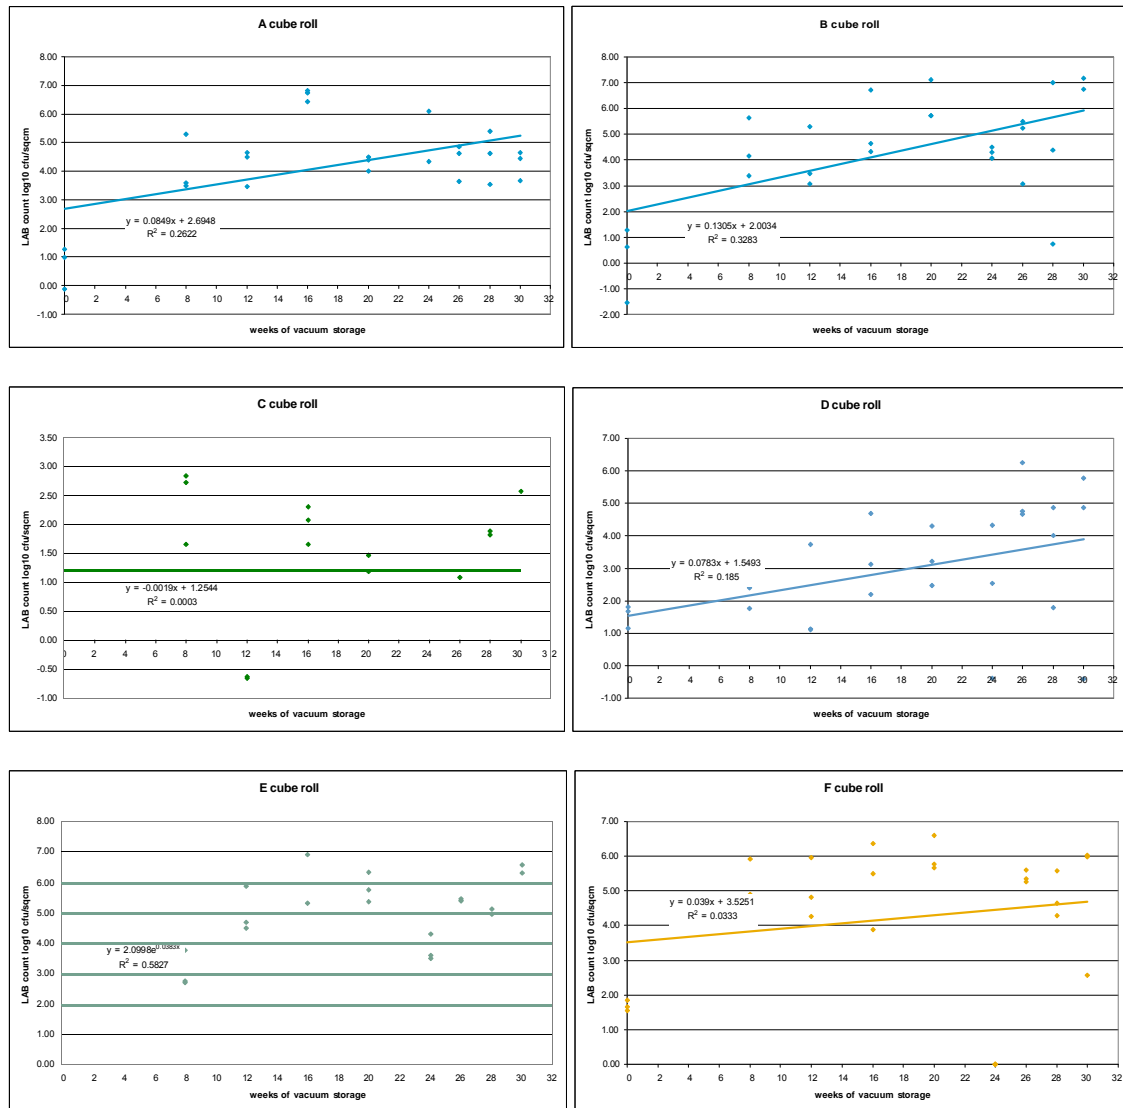 A cube roll
8.00
7.00
6.00
5.00
4.00
3.00
2.00
1.00
0.00
-1.00
LAB count log10 cfu/sqcm
y = 0.0849x + 2.6948
R² = 0.2622
0 2 4 6 8 10 12 14 16 18 20 22 24 26 28 30 32
weeks of vacuum storage
B cube roll
8.00
7.00
6.00
5.00
4.00
3.00
2.00
1.00
0.00
-1.00
-2.00
LAB count log10 cfu/sqcm
y = 0.1305x + 2.0034
R² = 0.3283
0 2 4 6 8 10 12 14 16 18 20 22 24 26 28 30 32
weeks of vacuum storage
C cube roll
3.50
3.00
2.50
2.00
1.50
1.00
0.50
0.00
-0.50
-1.00
LAB count log10 cfu/sqcm
y = -0.0019x + 1.2544
R² = 0.0003
0 2 4 6 8 10 12 14 16 18 20 22 24 26 28 30 32
weeks of vacuum storage
D cube roll
7.00
6.00
5.00
4.00
3.00
2.00
1.00
0.00
-1.00
LAB count log10 cfu/sqcm
y = 0.0783x + 1.5493
R² = 0.185
0 2 4 6 8 10 12 14 16 18 20 22 24 26 28 30 32
weeks of vacuum storage
E cube roll
8.00
7.00
6.00
5.00
4.00
3.00
2.00
1.00
0.00
LAB count log10 cfu/sqcm
y = 2.0998e^0.0383x
R² = 0.5827
0 2 4 6 8 10 12 14 16 18 20 22 24 26 28 30 32
weeks of vacuum storage
F cube roll
7.00
6.00
5.00
4.00
3.00
2.00
1.00
0.00
LAB count log10 cfu/sqcm
y = 0.039x + 3.5251
R² = 0.0333
0 2 4 6 8 10 12 14 16 18 20 22 24 26 28 30 32
weeks of vacuum storage